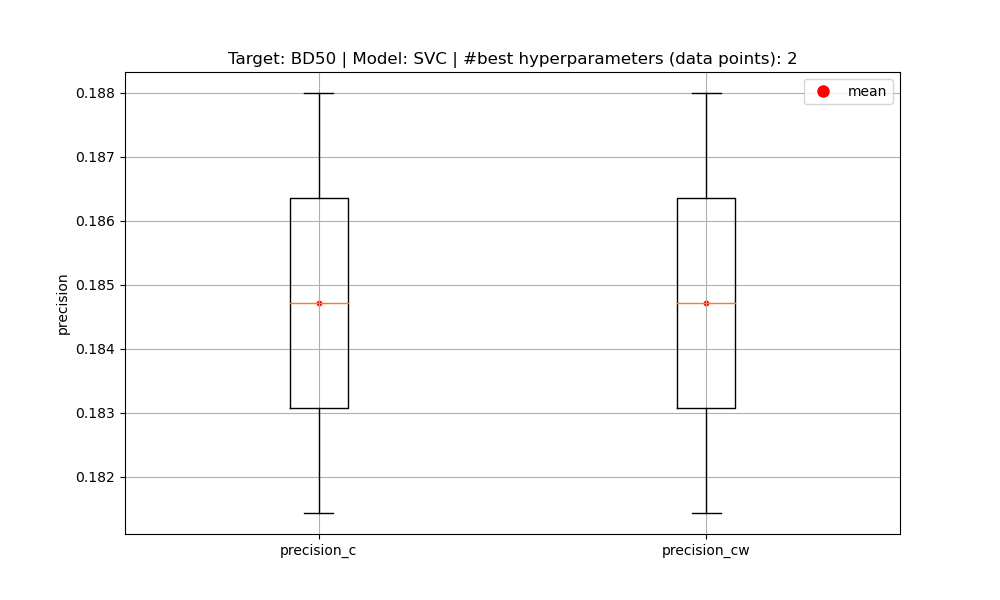 Target: BD50 | Model: SVC | #best hyperparameters (data points): 2
mean
0.188
0.187
0.186
0.185
0.184
0.183
0.182
precision
precision_c
precision_cw